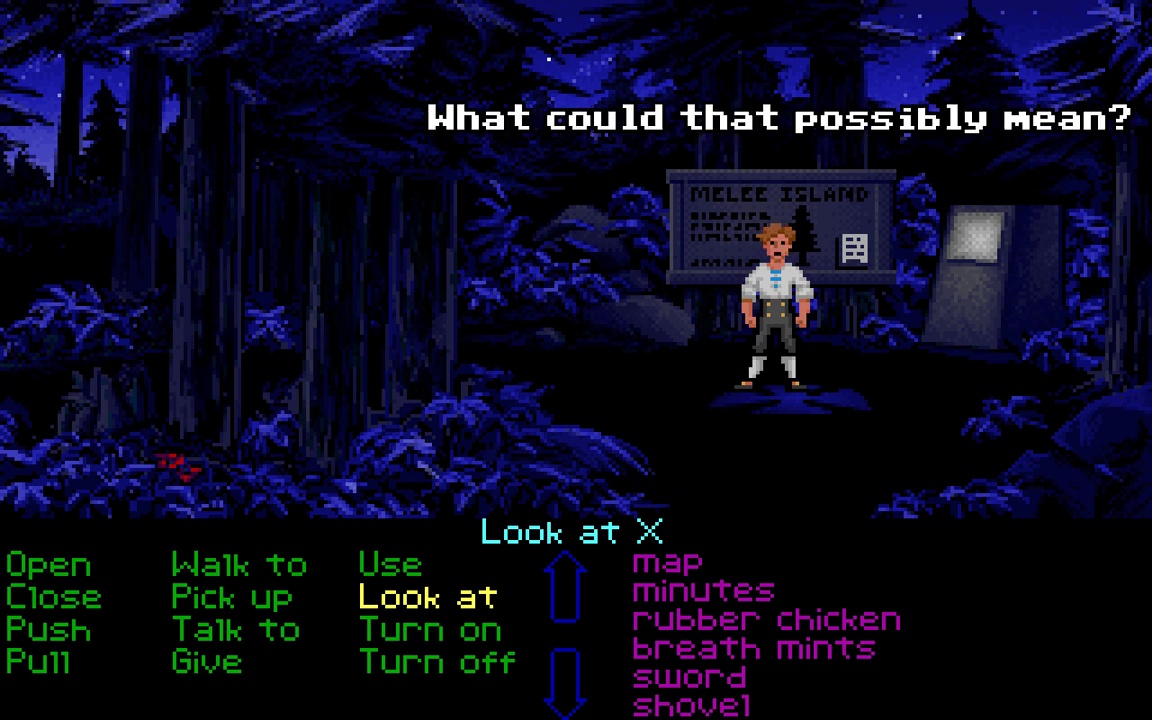 What could that possibly mean?
MELEE ISLAND
Look at X
Open Walk to Use map
Close Pick up Look at minutes
Push Talk to Turn on rubber chicken
Pull Give Turn off breath mints
sword
shovel